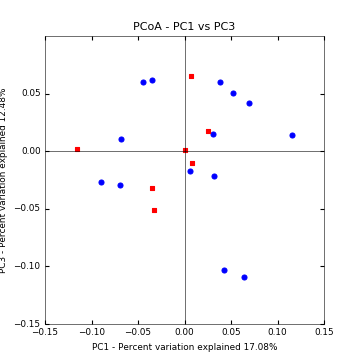 PCoA - PC1 vs PC3
PC3 - Percent variation explained 12.48%
0.05
0.00
−0.05
−0.10
−0.15
−0.15 −0.10 −0.05 0.00 0.05 0.10 0.15
PC1 - Percent variation explained 17.08%